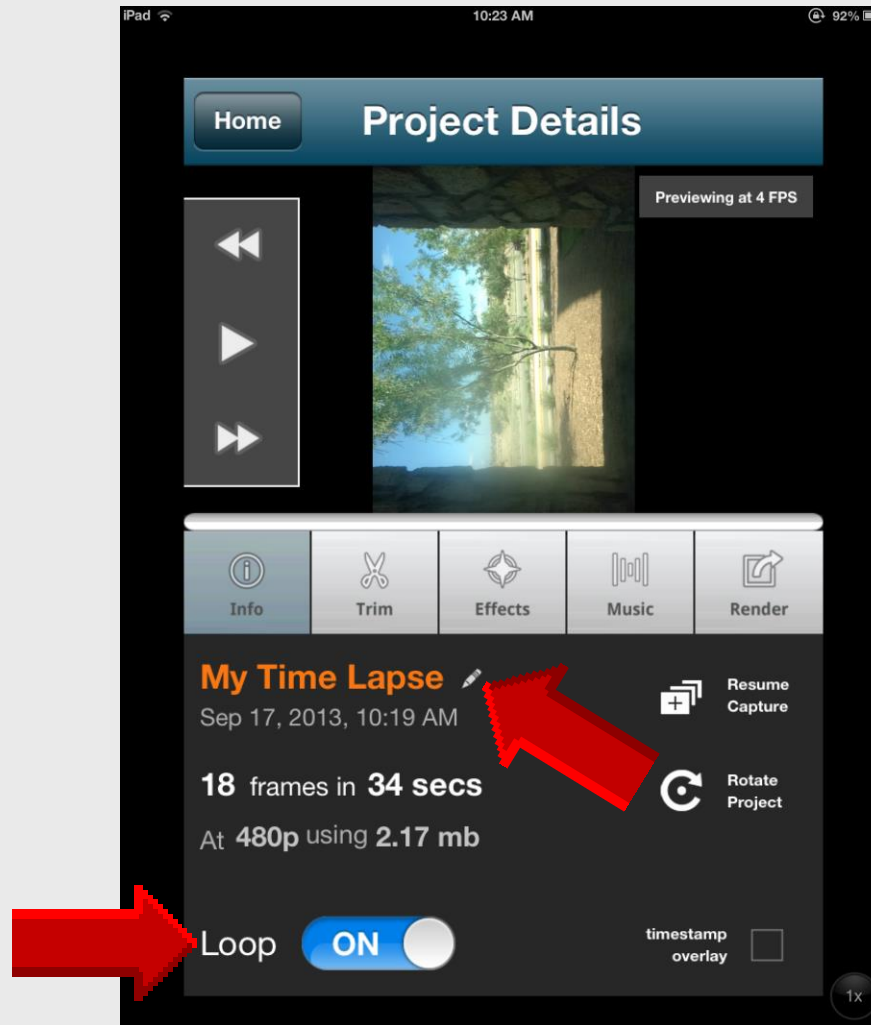 iPad 10:23 AM 92%
Home Project Details
Previewing at 4 FPS
Info Trim Effects Music Render
My Time Lapse
Sep 17, 2013, 10:19 AM
Resume
Capture
18 frames in 34 secs
At 480p using 2.17 mb
Rotate
Project
Loop ON
timestamp
overlay
1x